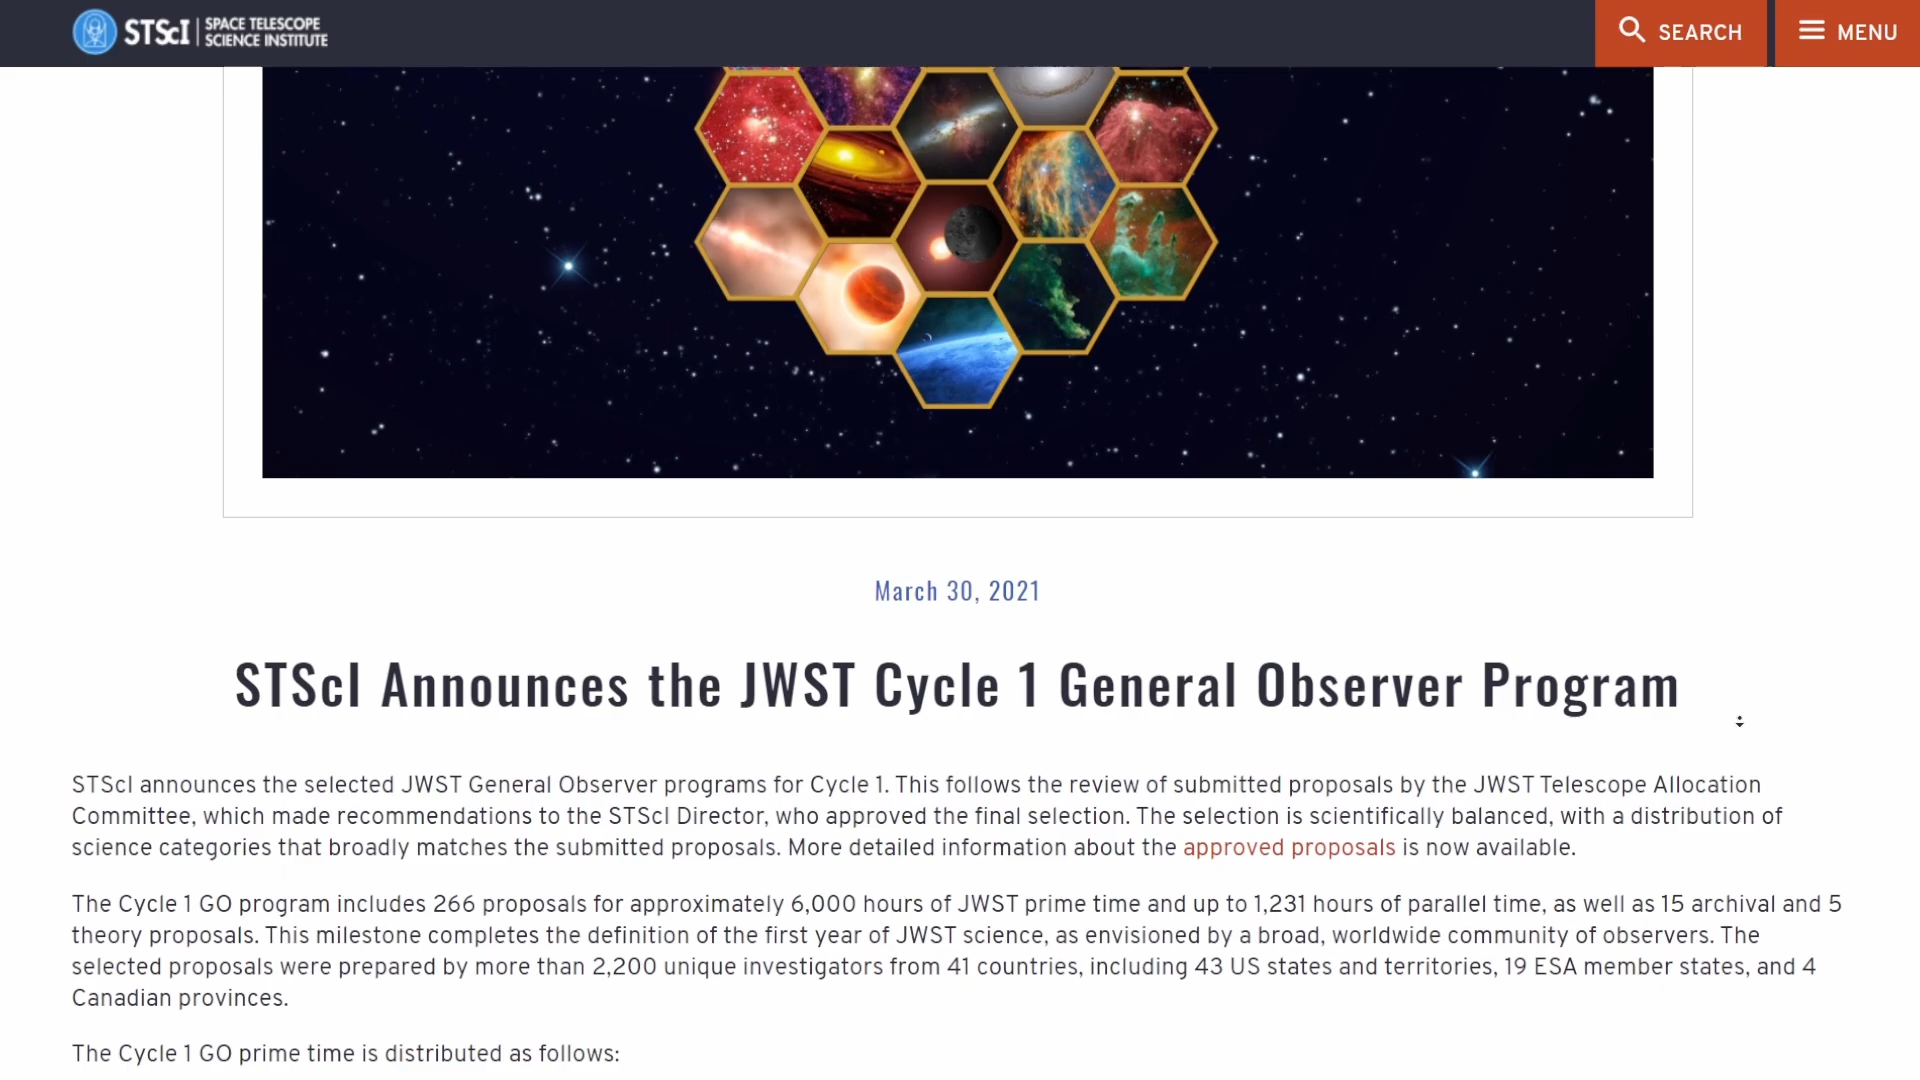 STScI | SPACE TELESCOPE
SCIENCE INSTITUTE
SEARCH
MENU
March 30, 2021
STScI Announces the JWST Cycle 1 General Observer Program
STScI announces the selected JWST General Observer programs for Cycle 1. This follows the review of submitted proposals by the JWST Telescope Allocation
Committee, which made recommendations to the STScI Director, who approved the final selection. The selection is scientifically balanced, with a distribution of
science categories that broadly matches the submitted proposals. More detailed information about the approved proposals is now available.
The Cycle 1 GO program includes 266 proposals for approximately 6,000 hours of JWST prime time and up to 1,231 hours of parallel time, as well as 15 archival and 5
theory proposals. This milestone completes the definition of the first year of JWST science, as envisioned by a broad, worldwide community of observers. The
selected proposals were prepared by more than 2,200 unique investigators from 41 countries, including 43 US states and territories, 19 ESA member states, and 4
Canadian provinces.
The Cycle 1 GO prime time is distributed as follows: